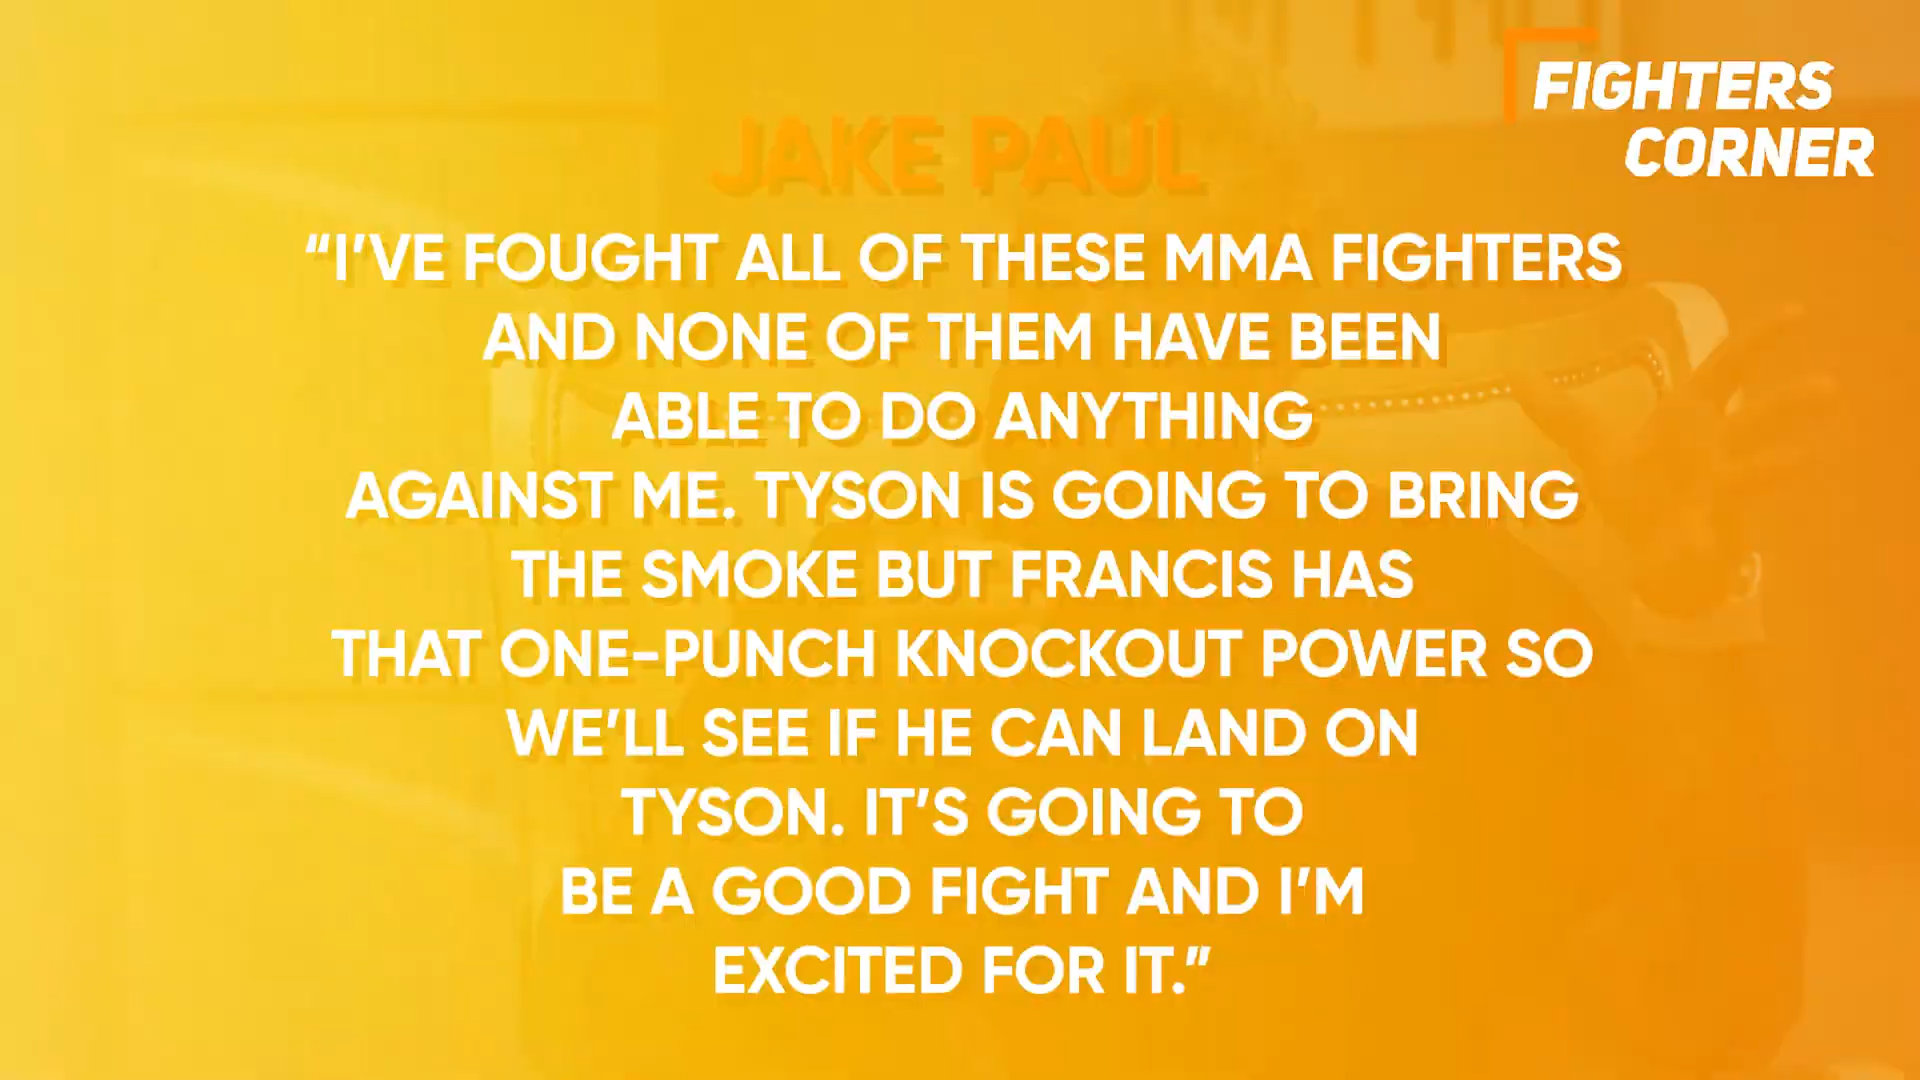 FIGHTERS
CORNER
JAKE PAUL
“I’VE FOUGHT ALL OF THESE MMA FIGHTERS
AND NONE OF THEM HAVE BEEN
ABLE TO DO ANYTHING
AGAINST ME. TYSON IS GOING TO BRING
THE SMOKE BUT FRANCIS HAS
THAT ONE-PUNCH KNOCKOUT POWER SO
WE’LL SEE IF HE CAN LAND ON
TYSON. IT’S GOING TO
BE A GOOD FIGHT AND I’M
EXCITED FOR IT.”